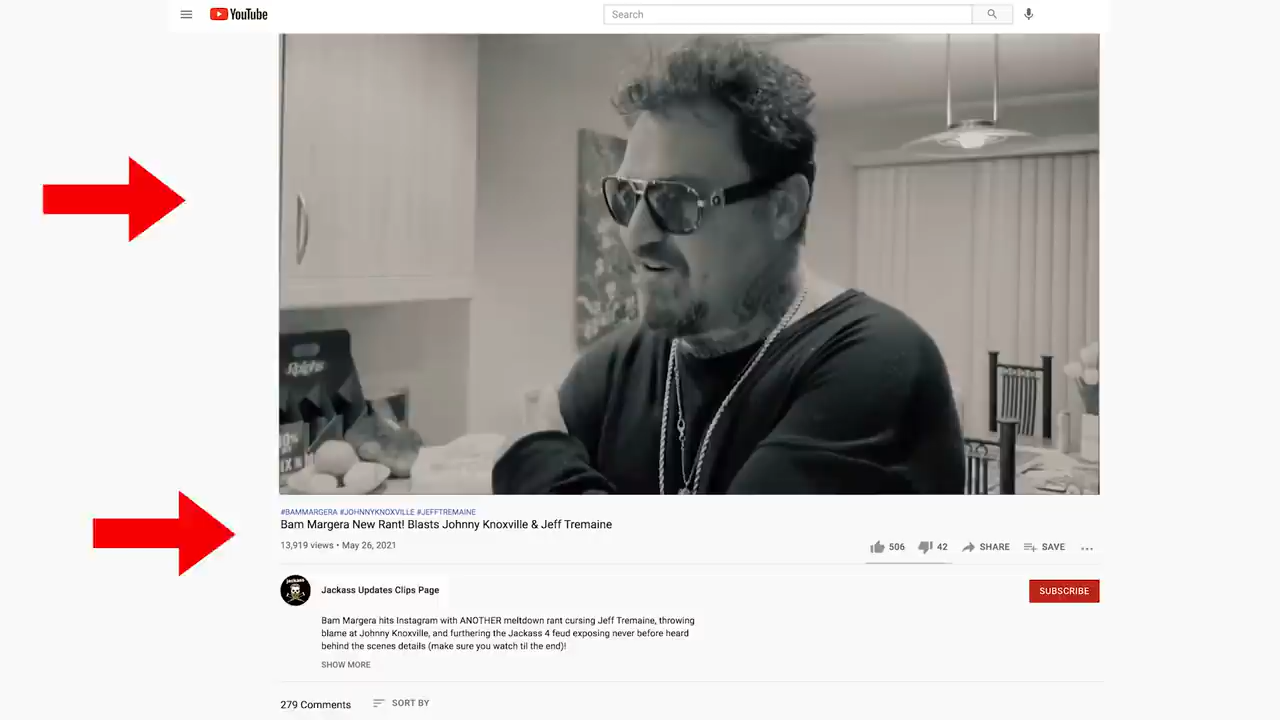 YouTube
Search
Ralphs
#BAMMARGERA #JOHNNYKNOXVILLE #JEFFTREMAINE
Bam Margera New Rant! Blasts Johnny Knoxville & Jeff Tremaine
13,919 views • May 26, 2021
506 42 SHARE SAVE
Jackass
Jackass Updates Clips Page
SUBSCRIBE
Bam Margera hits Instagram with ANOTHER meltdown rant cursing Jeff Tremaine, throwing
blame at Johnny Knoxville, and furthering the Jackass 4 feud exposing never before heard
behind the scenes details (make sure you watch til the end)!
SHOW MORE
279 Comments SORT BY